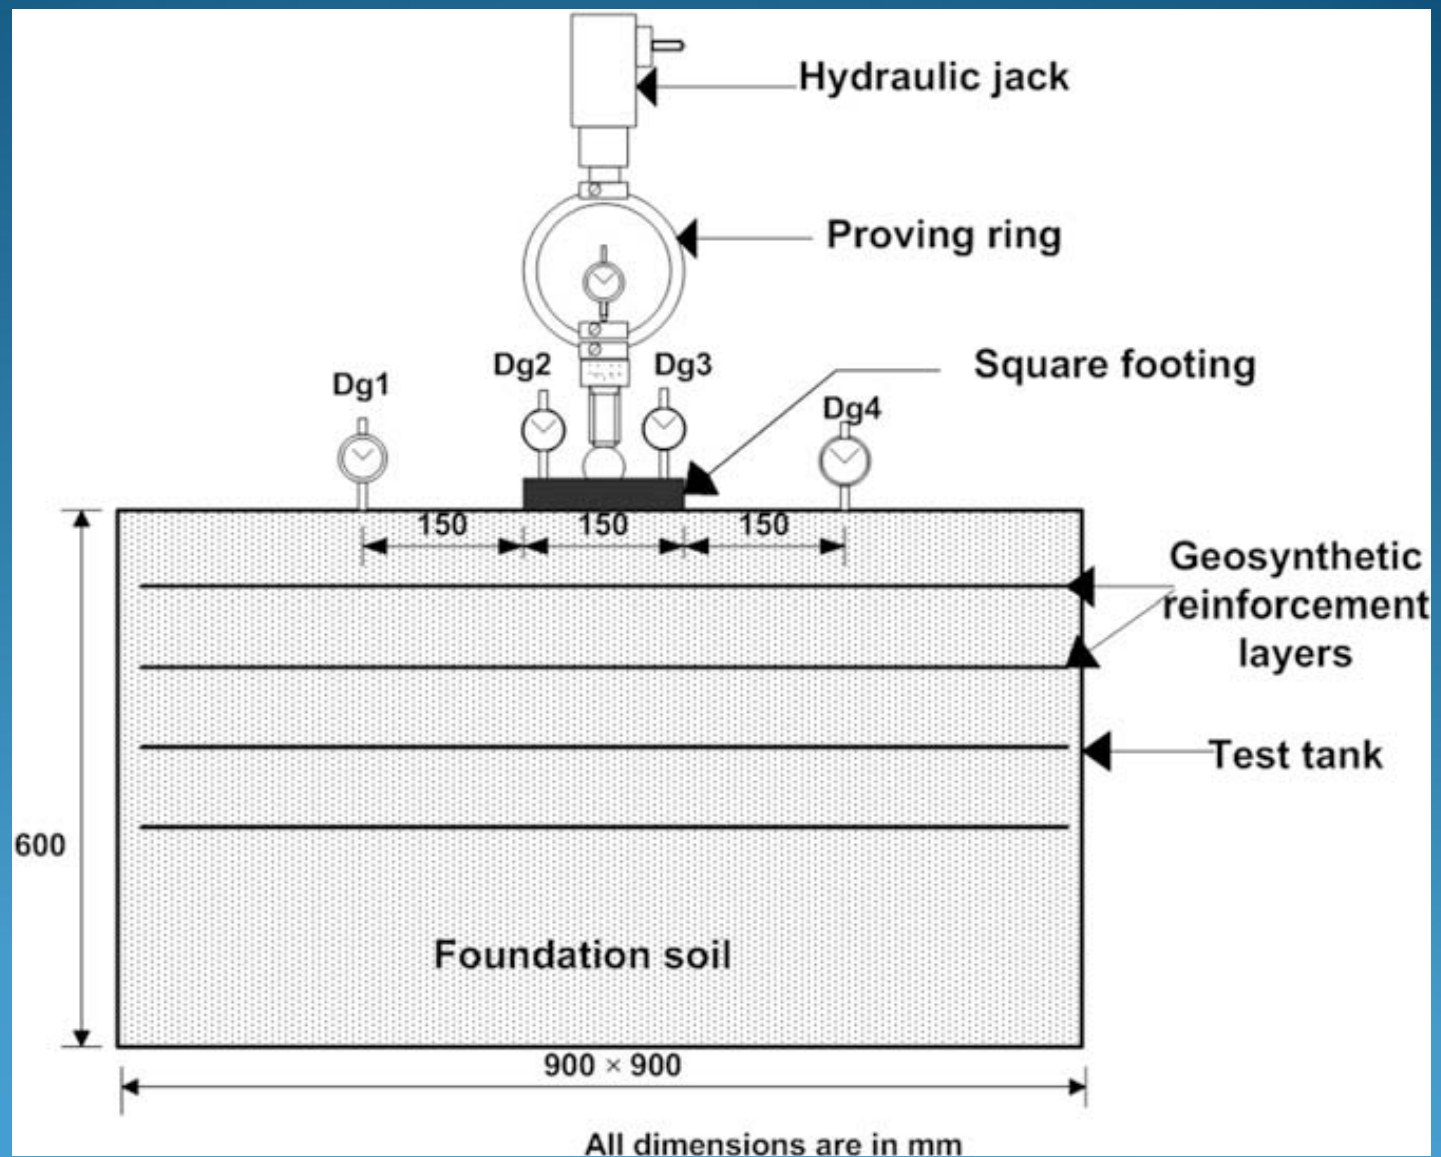 Hydraulic jack
Proving ring
Square footing
Dg1
Dg2
Dg3
Dg4
150
150
150
Geosynthetic
reinforcement
layers
Test tank
600
Foundation soil
900 × 900
All dimensions are in mm